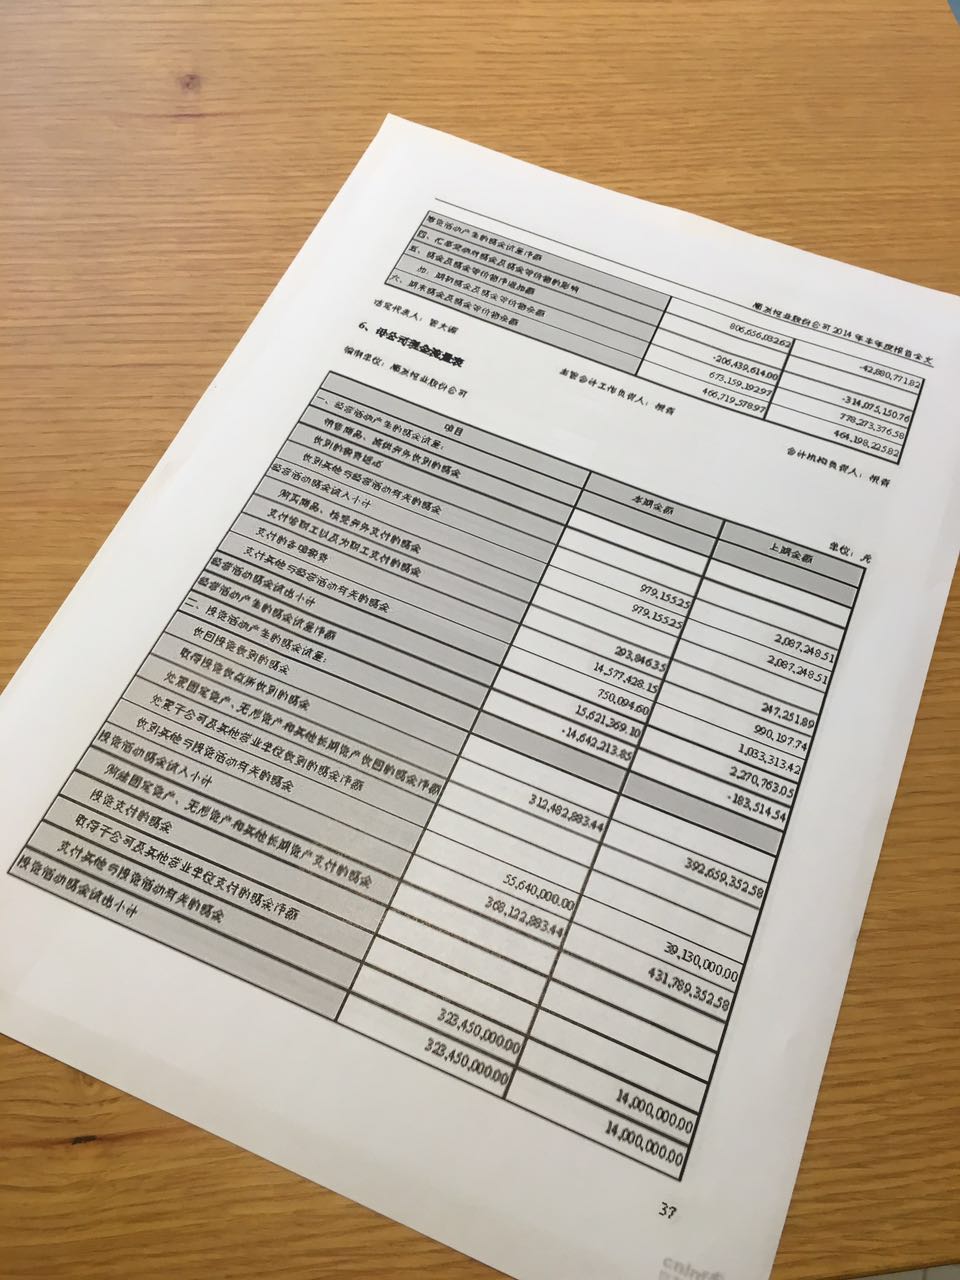 顺发恒业股份公司 2014 年半年度报告全文
筹资活动产生的现金流量净额 806,656,032.62 -42,880,771.82
四、汇率变动对现金及现金等价物的影响
五、现金及现金等价物净增加额 -206,439,614.00 -314,075,150.76
加：期初现金及现金等价物余额 673,159,192.97 778,273,376.58
六、期末现金及现金等价物余额 466,719,578.97 464,198,225.82
法定代表人：管大源 主管会计工作负责人： 会计机构负责人：
6、母公司现金流量表
编制单位：顺发恒业股份公司
单位：元
项目 本期金额 上期金额
一、经营活动产生的现金流量：
销售商品、提供劳务收到的现金
收到的税费返还
收到其他与经营活动有关的现金 979,155.25 2,087,248.51
经营活动现金流入小计 979,155.25 2,087,248.51
购买商品、接受劳务支付的现金
支付给职工以及为职工支付的现金 293,846.35 247,251.89
支付的各项税费 14,577,428.15 990,197.74
支付其他与经营活动有关的现金 750,094.60 1,033,313.42
经营活动现金流出小计 15,621,369.10 2,270,763.05
经营活动产生的现金流量净额 -14,642,213.85 -183,514.54
二、投资活动产生的现金流量：
收回投资收到的现金
取得投资收益所收到的现金 312,482,883.44 392,659,352.58
处置固定资产、无形资产和其他长期资产收回的现金净额
处置子公司及其他营业单位收到的现金净额
收到其他与投资活动有关的现金 55,640,000.00 39,130,000.00
投资活动现金流入小计 368,122,883.44 431,789,352.58
购建固定资产、无形资产和其他长期资产支付的现金
投资支付的现金
取得子公司及其他营业单位支付的现金净额
支付其他与投资活动有关的现金 323,450,000.00 14,000,000.00
投资活动现金流出小计 323,450,000.00 14,000,000.00
37
cninf